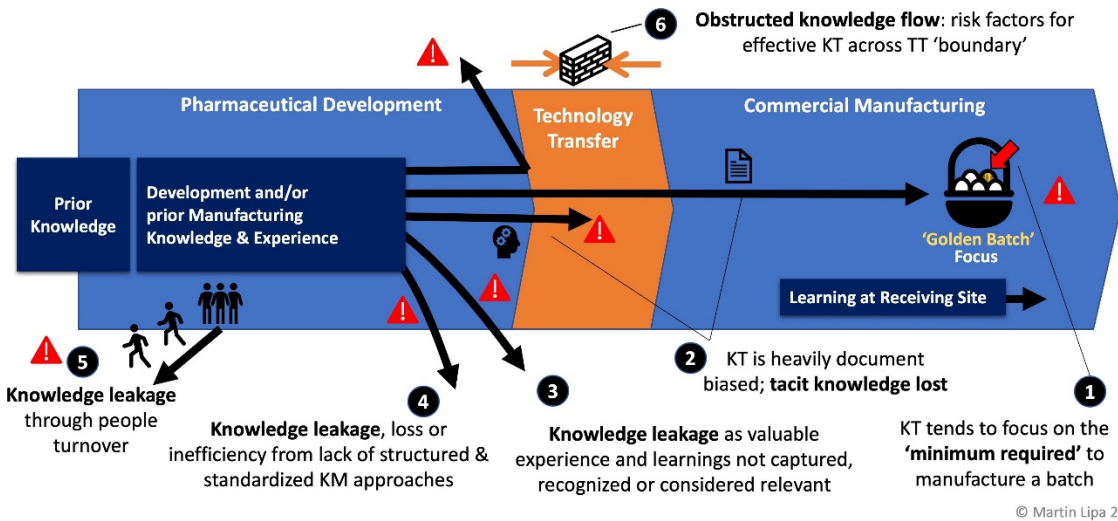 6
Obstructed knowledge flow: risk factors for
effective KT across TT ‘boundary’
Pharmaceutical Development
Technology
Transfer
Commercial Manufacturing
Prior
Knowledge
Development and/or
prior Manufacturing
Knowledge & Experience
‘Golden Batch’
Focus
Learning at Receiving Site
5
Knowledge leakage
through people
turnover
4
Knowledge leakage, loss or
inefficiency from lack of structured &
standardized KM approaches
3
Knowledge leakage as valuable
experience and learnings not captured,
recognized or considered relevant
2
KT is heavily document
biased; tacit knowledge lost
1
KT tends to focus on the
‘minimum required’ to
manufacture a batch
© Martin Lipa 2